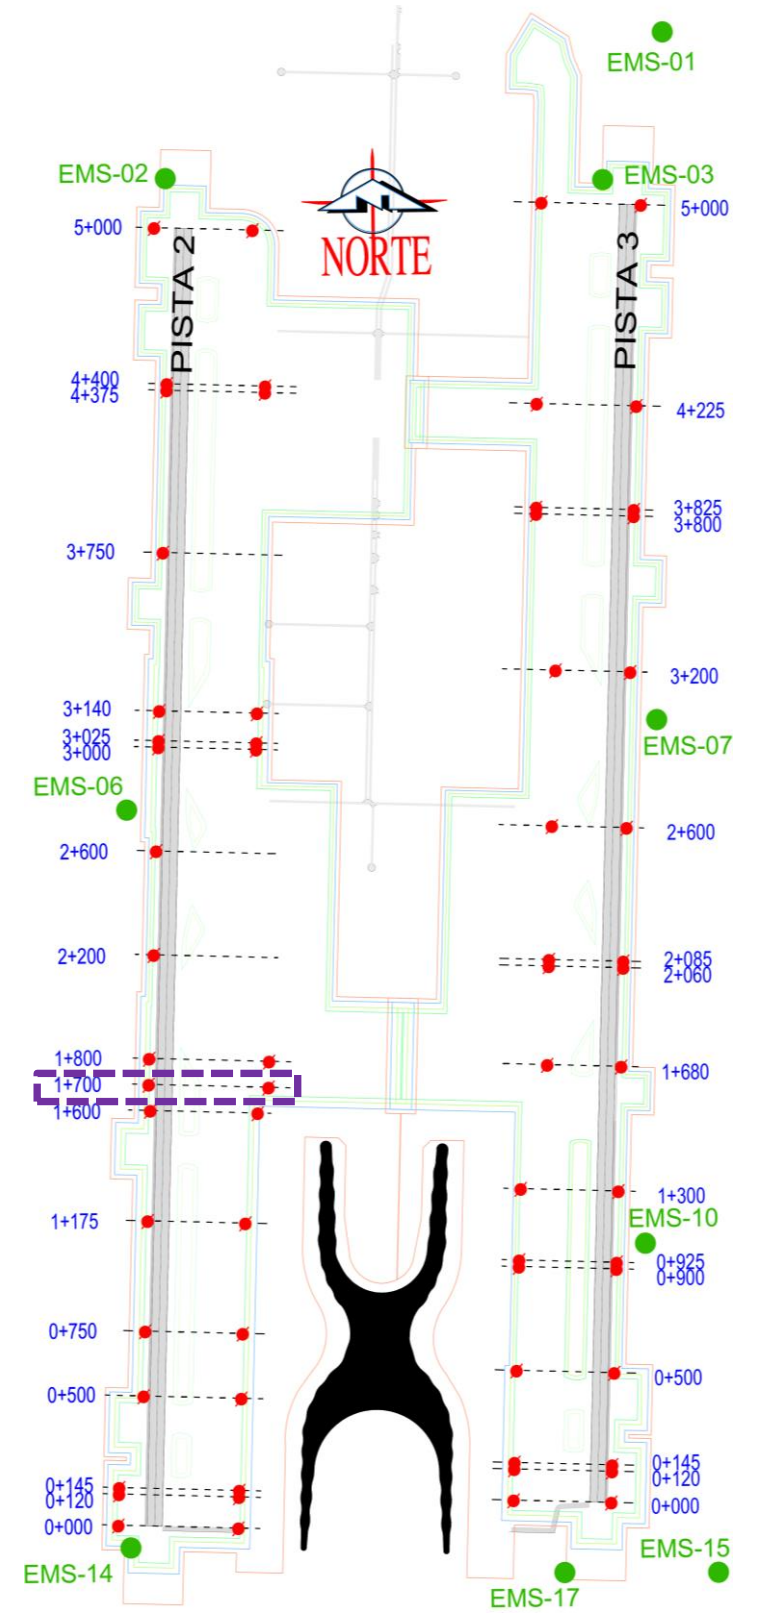 EMS-01
EMS-02
EMS-03
5+000
5+000
NORTE
PISTA 2
PISTA 3
4+400
4+375
4+225
3+825
3+800
3+750
3+200
3+140
3+025
3+000
EMS-07
EMS-06
2+600
2+600
2+200
2+085
2+060
1+800
1+700
1+680
1+600
1+175
1+300
EMS-10
0+925
0+900
0+750
0+500
0+500
0+145
0+120
0+145
0+120
0+000
0+000
EMS-14
EMS-15
EMS-17